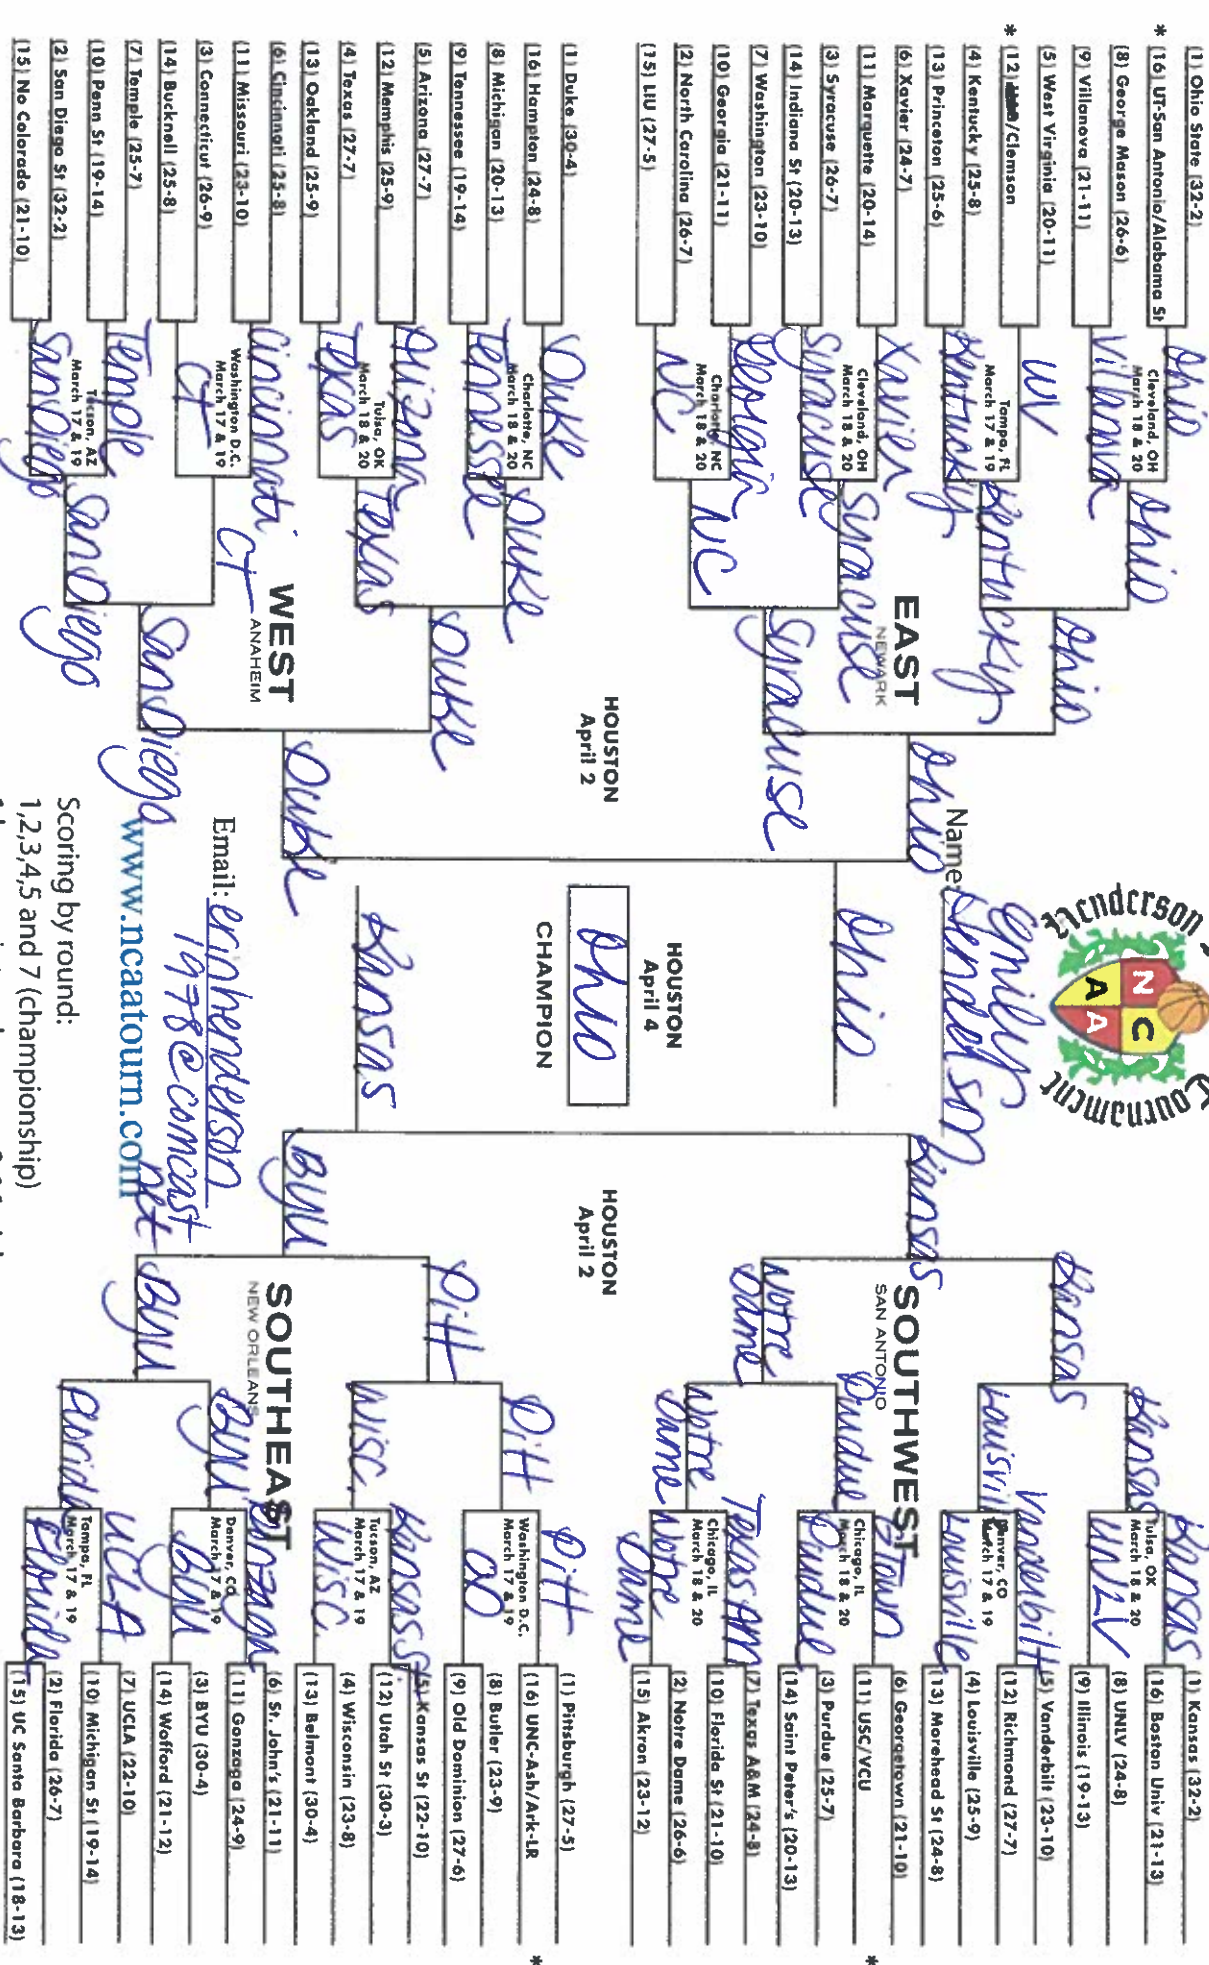 Henderson
NCAA
Tournament
Name: Emily
Henderson
(1) Ohio State (32-2)
* (16) UT-San Antonio/Alabama St
(8) George Mason (26-6)
(9) Villanova (21-11)
(5) West Virginia (20-11)
* (12) /Clemson
(4) Kentucky (25-8)
(13) Princeton (25-6)
(6) Xavier (24-7)
(11) Marquette (20-14)
(3) Syracuse (26-7)
(14) Indiana St (20-13)
(7) Washington (23-10)
(10) Georgia (21-11)
(2) North Carolina (26-7)
(15) LIU (27-5)
Ohio
Cleveland, OH
March 18 & 20
Villanova
WV
Tampa, FL
March 17 & 19
Kentucky
Xavier
Cleveland, OH
March 18 & 20
Syracuse
Georgia
Charlotte, NC
March 18 & 20
NC
Ohio
Kentucky
Syracuse
NC
EAST
NEWARK
Ohio
Syracuse
Ohio
(1) Duke (30-4)
(16) Hampton (24-8)
(8) Michigan (20-13)
(9) Tennessee (19-14)
(5) Arizona (27-7)
(12) Memphis (25-9)
(4) Texas (27-7)
(13) Oakland (25-9)
(6) Cincinnati (25-8)
(11) Missouri (23-10)
(3) Connecticut (26-9)
(14) Bucknell (25-8)
(7) Temple (25-7)
(10) Penn St (19-14)
(2) San Diego St (32-2)
(15) No Colorado (21-10)
Duke
Charlotte, NC
March 18 & 20
Tennesse
Arizona
Tulsa, OK
March 18 & 20
Texas
Cincinati
Washington D.C.
March 17 & 19
CT
Temple
Tucson, AZ
March 17 & 19
San Diego
Duke
Texas
CT
San Diego
WEST
ANAHEIM
Duke
San Diego
Duke
HOUSTON
April 2
Ohio
HOUSTON
April 4
Ohio
CHAMPION
Kansas
HOUSTON
April 2
(1) Kansas (32-2)
(16) Boston Univ (21-13)
(8) UNLV (24-8)
(9) Illinois (19-13)
(5) Vanderbilt (23-10)
(12) Richmond (27-7)
(4) Louisville (25-9)
(13) Morehead St (24-8)
(6) Georgetown (21-10)
(11) USC/VCU *
(3) Purdue (25-7)
(14) Saint Peter's (20-13)
(7) Texas A&M (24-8)
(10) Florida St (21-10)
(2) Notre Dame (26-6)
(15) Akron (23-12)
Kansas
Tulsa, OK
March 18 & 20
UNLV
Vanderbilt
Denver, CO
March 17 & 19
Louisville
GTown
Chicago, IL
March 18 & 20
Purdue
Texas AM
Chicago, IL
March 18 & 20
Notre
Dame
Kansas
Louisville
Purdue
Notre
Dame
SOUTHWEST
SAN ANTONIO
Kansas
Notre
Dame
Kansas
(1) Pittsburgh (27-5)
(16) UNC-Ash/Ark-LR *
(8) Butler (23-9)
(9) Old Dominion (27-6)
(5) Kansas St (22-10)
(12) Utah St (30-3)
(4) Wisconsin (23-8)
(13) Belmont (30-4)
(6) St. John's (21-11)
(11) Gonzaga (24-9)
(3) BYU (30-4)
(14) Wofford (21-12)
(7) UCLA (22-10)
(10) Michigan St (19-14)
(2) Florida (26-7)
(15) UC Santa Barbara (18-13)
Pitt
Washington D.C.
March 17 & 19
OD
Kansas St
Tucson, AZ
March 17 & 19
Wisc.
Gonzaga
Denver, CO
March 17 & 19
BYU
UCLA
Tampa, FL
March 17 & 19
Florida
Pitt
Wisc.
BYU
Florida
SOUTHEAST
NEW ORLEANS
Pitt
BYU
BYU
Email: erinhenderson
1978@comcast
.net
www.ncaatourn.com
Scoring by round:
1,2,3,4,5 and 7 (championship)